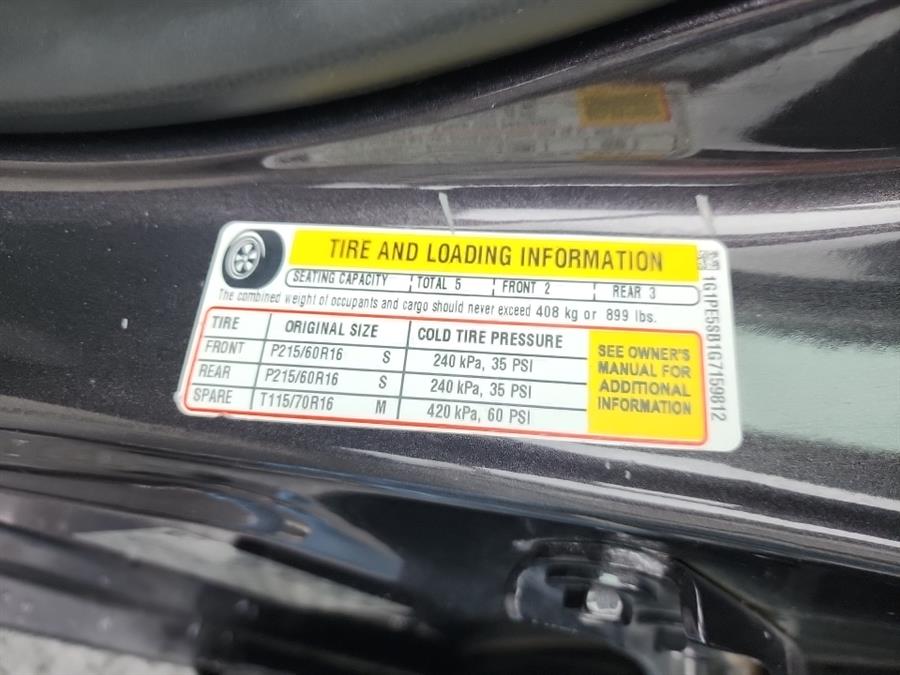 TIRE AND LOADING INFORMATION
SEATING CAPACITY TOTAL 5 FRONT 2 REAR 3
The combined weight of occupants and cargo should never exceed 408 kg or 899 lbs.
TIRE ORIGINAL SIZE COLD TIRE PRESSURE
FRONT P215/60R16 S 240 kPa, 35 PSI
REAR P215/60R16 S 240 kPa, 35 PSI
SPARE T115/70R16 M 420 kPa, 60 PSI
SEE OWNER'S
MANUAL FOR
ADDITIONAL
INFORMATION
1G1PE5SB1G7159812